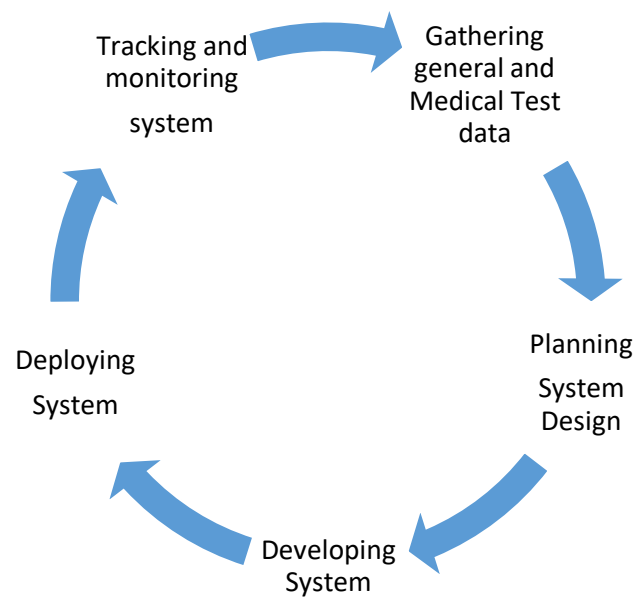 Tracking and
monitoring
system
Gathering
general and
Medical Test
data
Planning
System
Design
Developing
System
Deploying
System